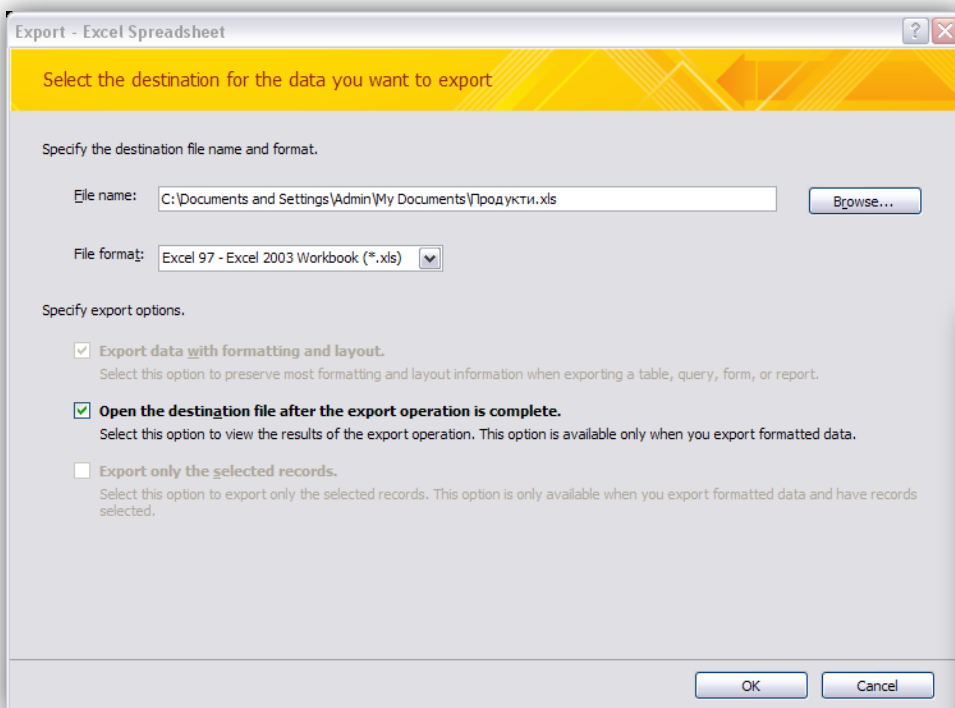 Export - Excel Spreadsheet
Select the destination for the data you want to export
Specify the destination file name and format.
File name: C:\Documents and Settings\Admin\My Documents\Продукти.xls Browse...
File format: Excel 97 - Excel 2003 Workbook (*.xls)
Specify export options.
Export data with formatting and layout.
Select this option to preserve most formatting and layout information when exporting a table, query, form, or report.
Open the destination file after the export operation is complete.
Select this option to view the results of the export operation. This option is available only when you export formatted data.
Export only the selected records.
Select this option to export only the selected records. This option is only available when you export formatted data and have records
selected.
OK Cancel